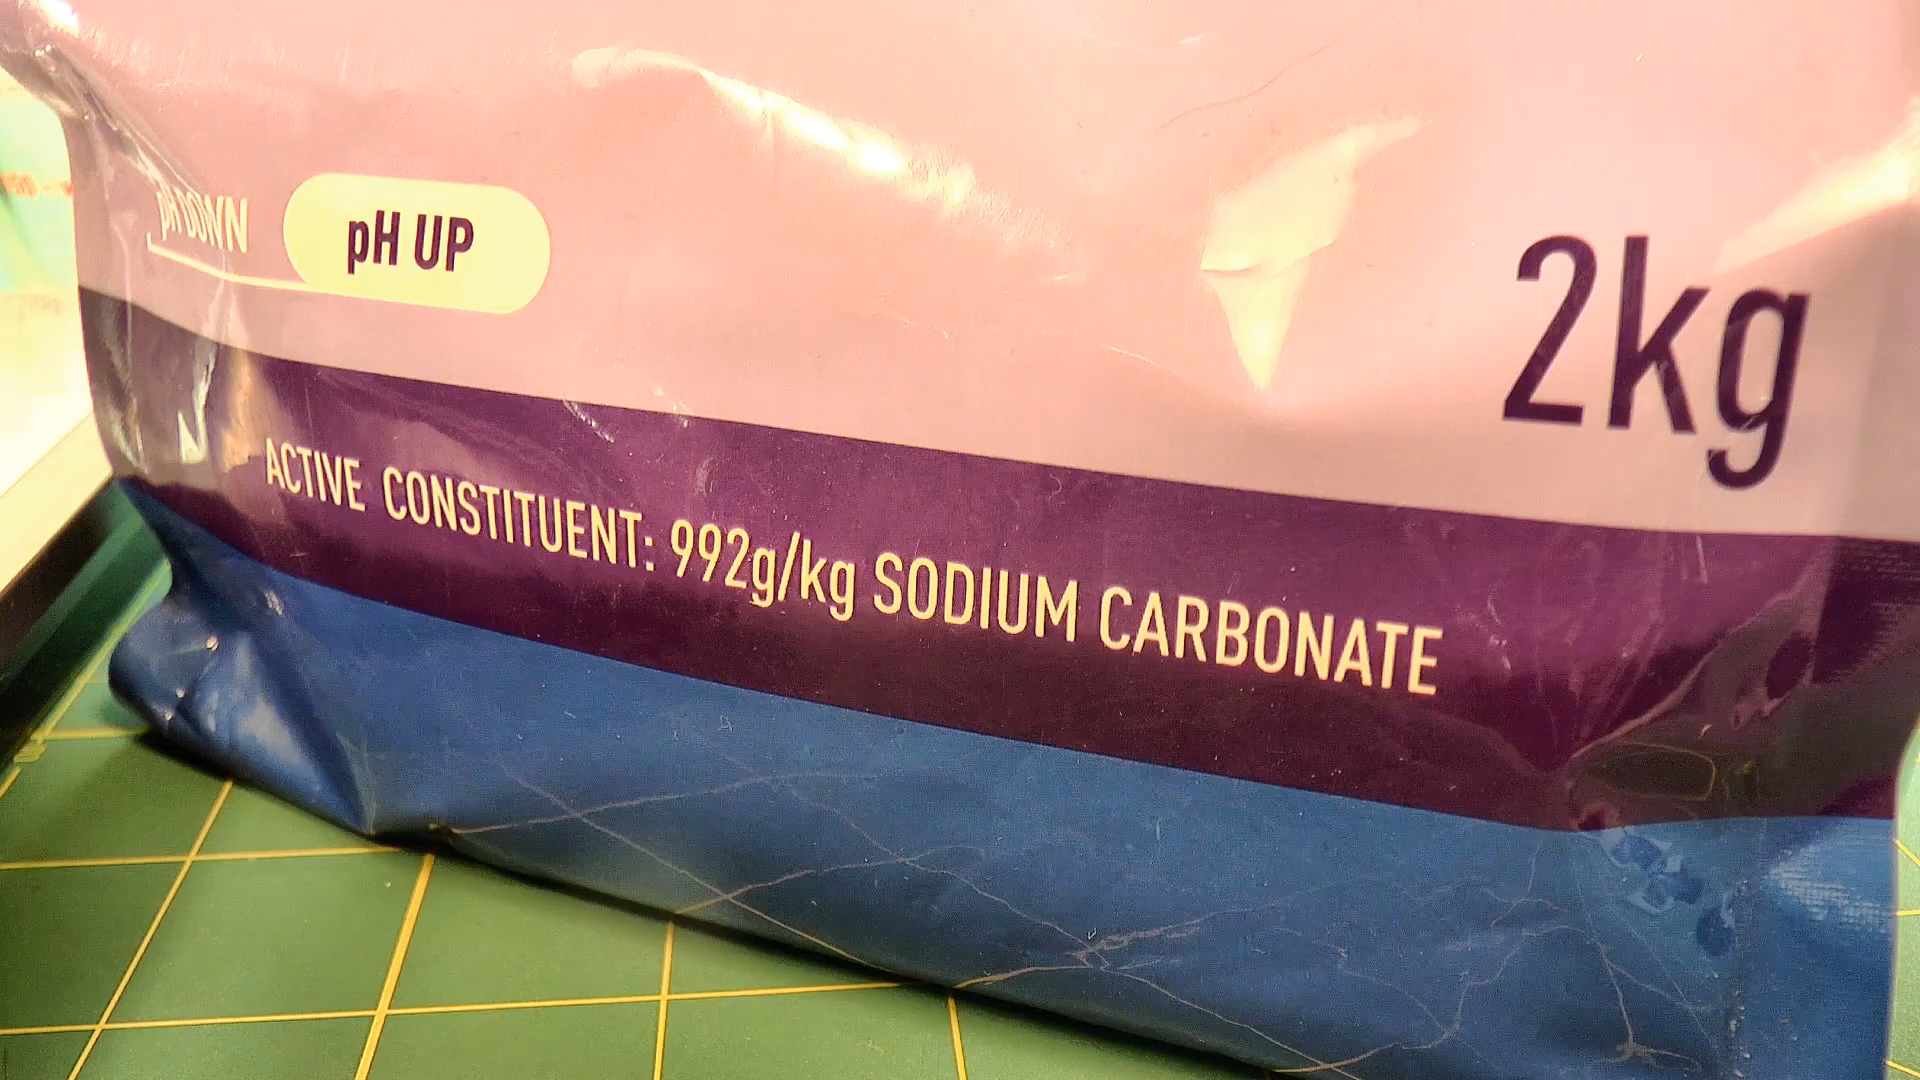 pH DOWN
pH UP
2kg
ACTIVE CONSTITUENT: 992g/kg SODIUM CARBONATE